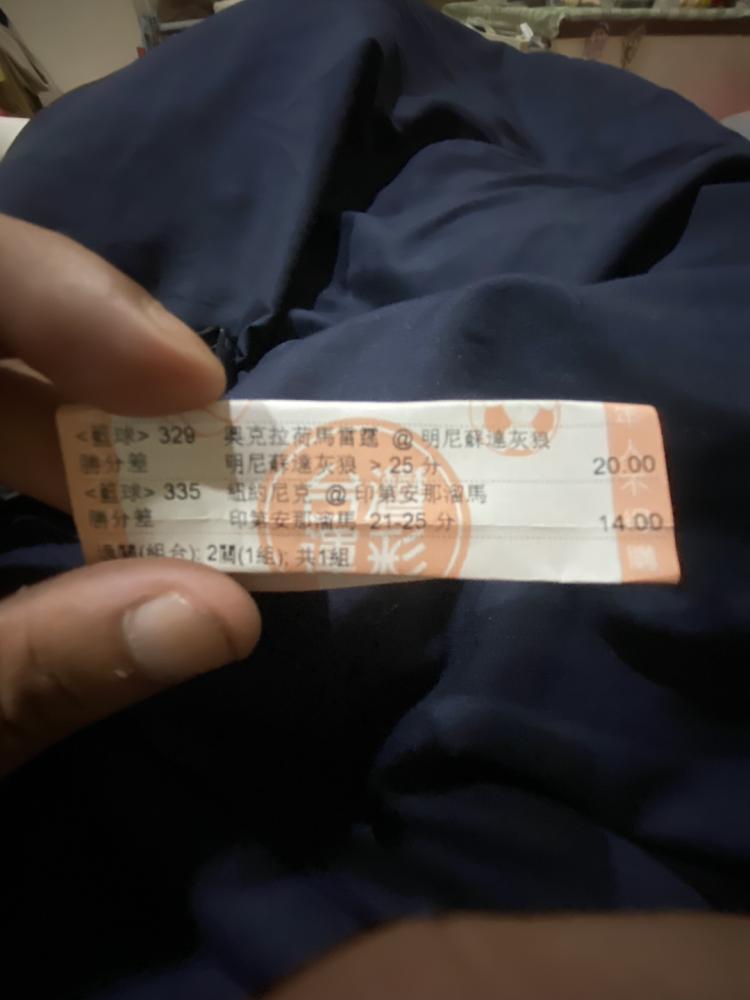 <籃球> 329 奧克拉荷馬雷霆 @ 明尼蘇達灰狼
勝分差 明尼蘇達灰狼 > 25 分 20.00
<籃球> 335 紐約尼克 @ 印第安那溜馬
勝分差 印第安那溜馬 21-25 分 14.00
過關(組合); 2關(1組); 共1組